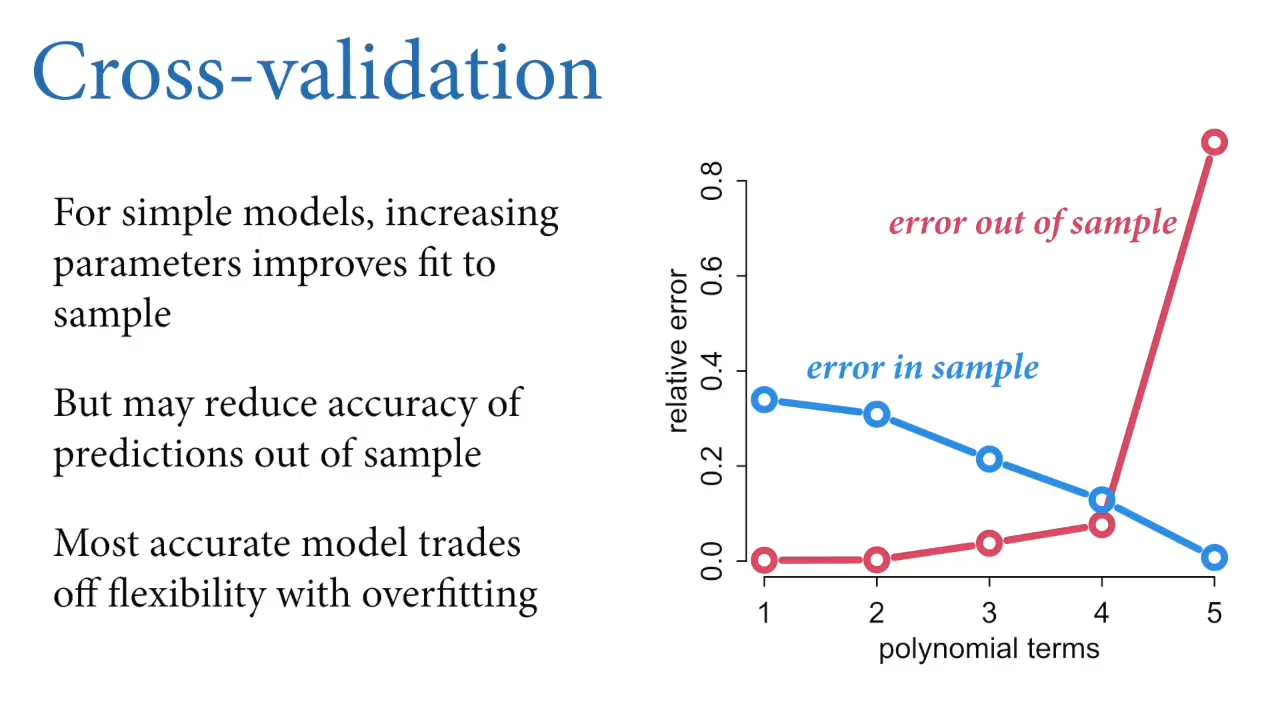 Cross-validation
For simple models, increasing
parameters improves fit to
sample
But may reduce accuracy of
predictions out of sample
Most accurate model trades
off flexibility with overfitting
error out of sample
error in sample
relative error
0.8
0.6
0.4
0.2
0.0
1 2 3 4 5
polynomial terms